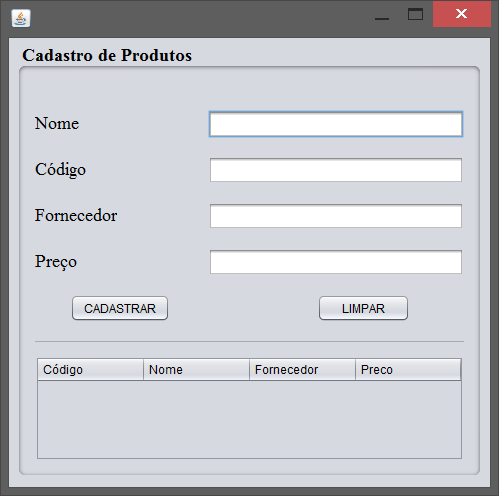 Cadastro de Produtos
Nome
Código
Fornecedor
Preço
CADASTRAR LIMPAR
Código Nome Fornecedor Preco